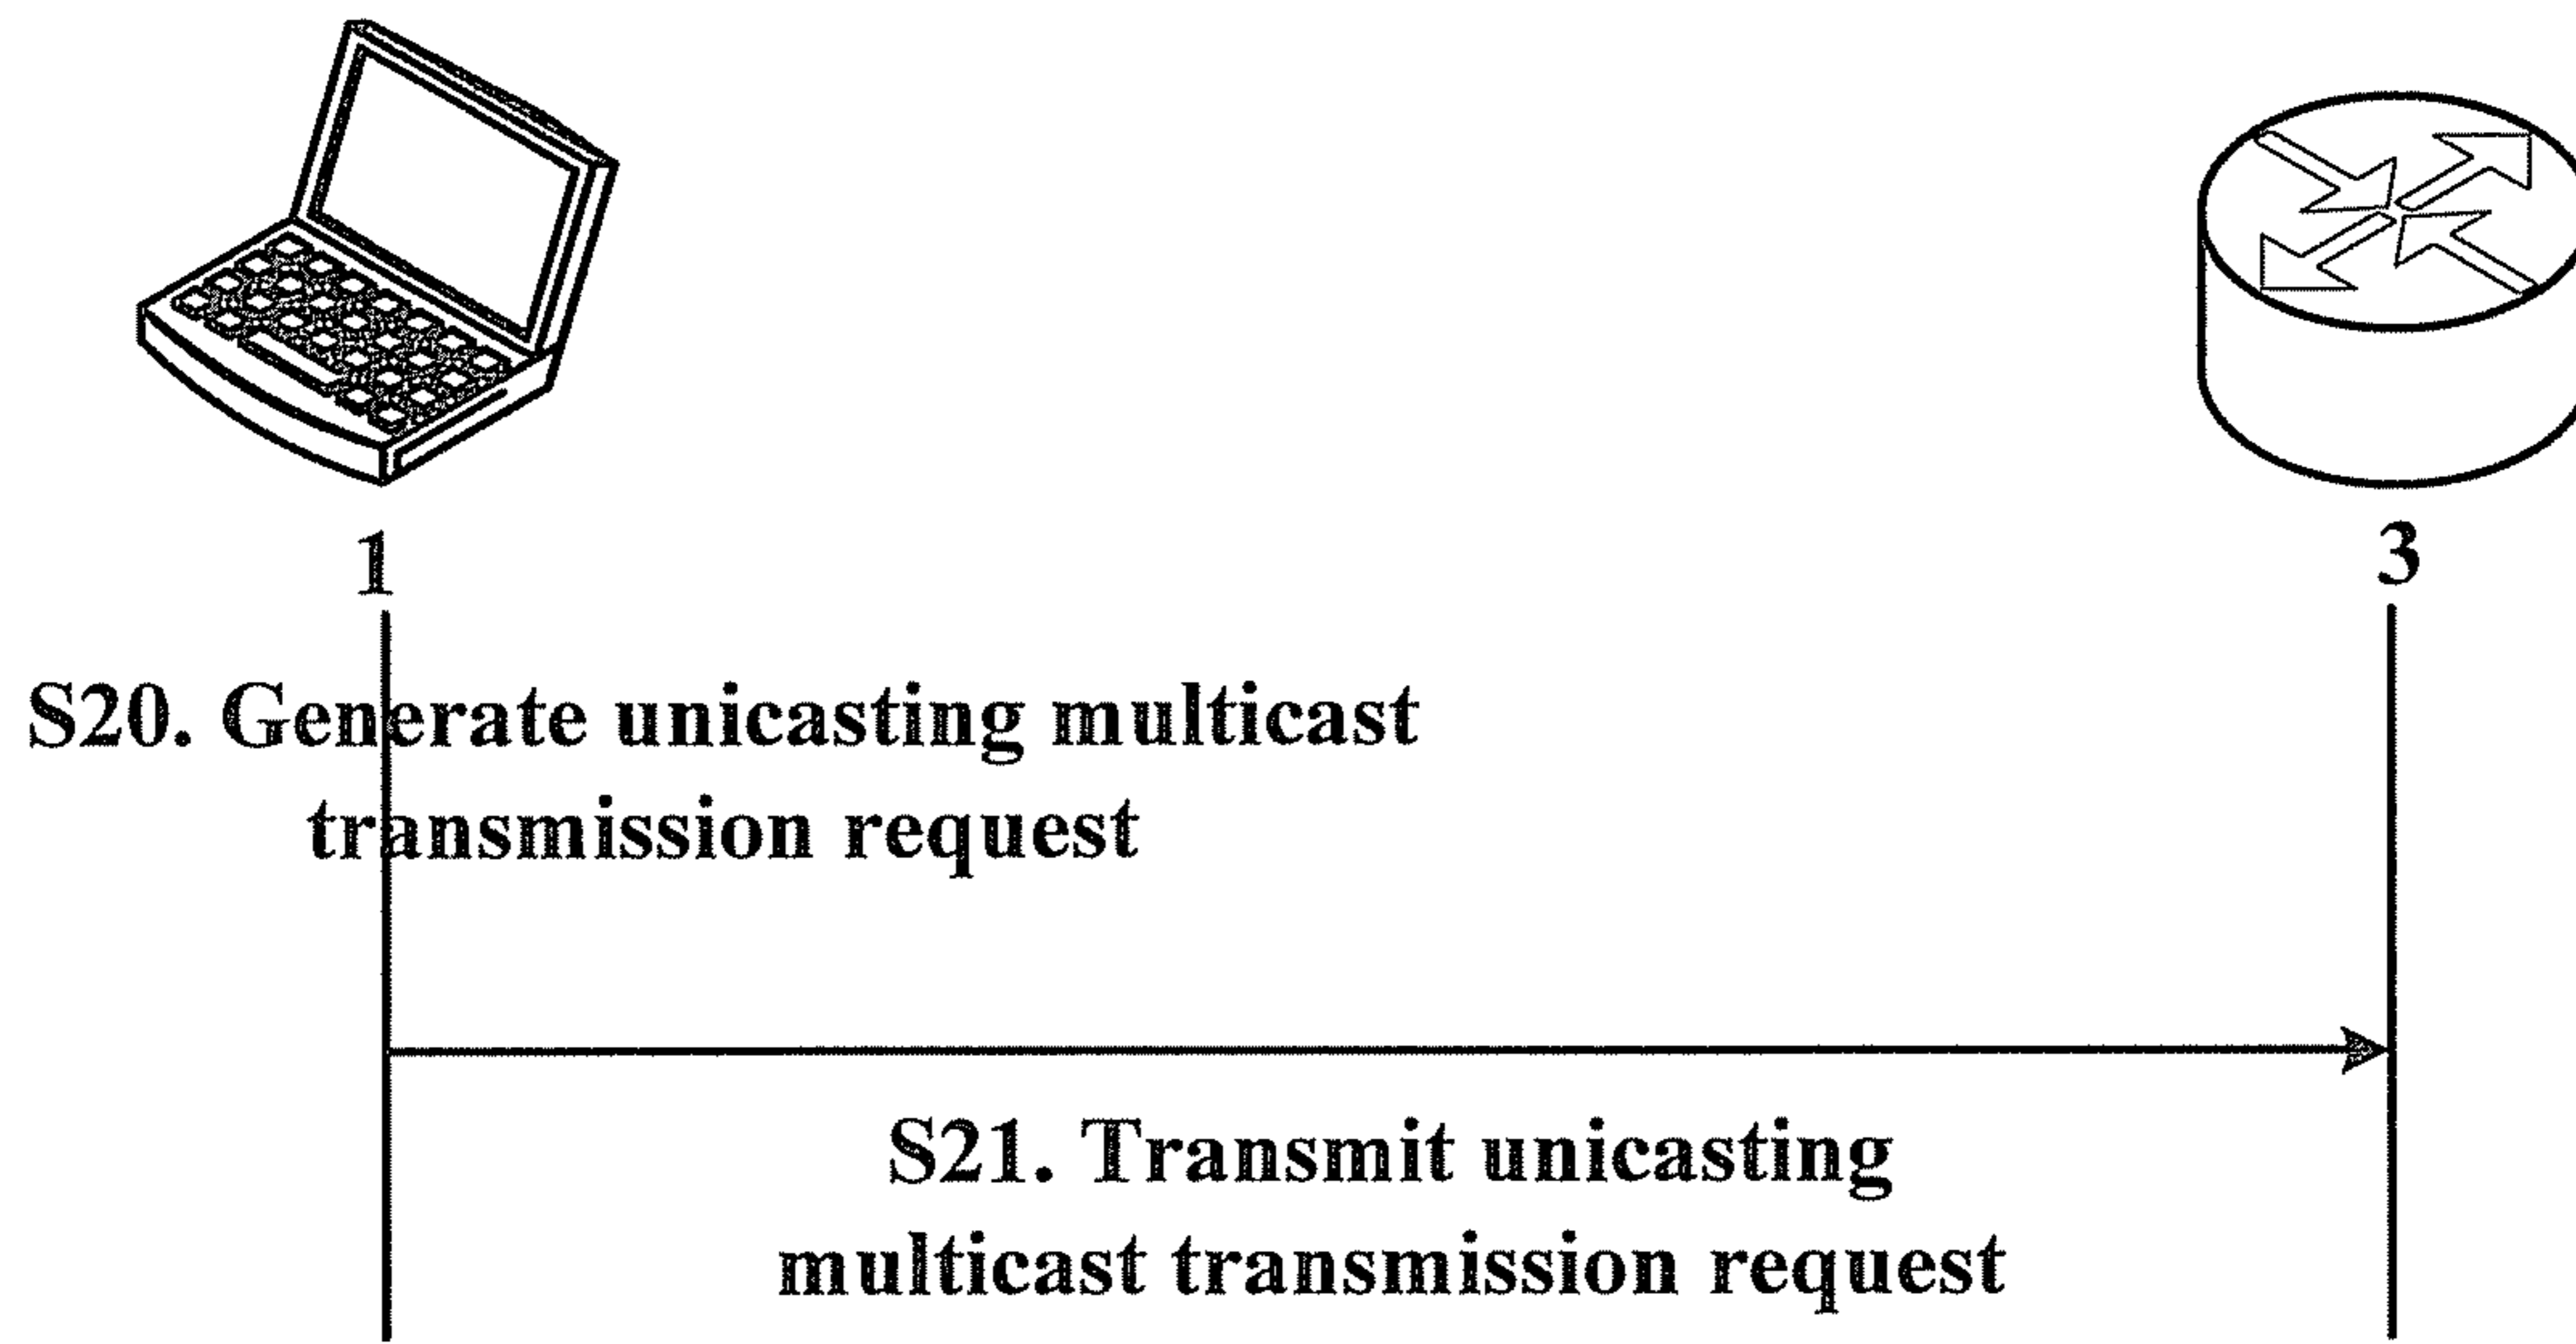 1
3
S20. Generate unicasting multicast
transmission request
S21. Transmit unicasting
multicast transmission request